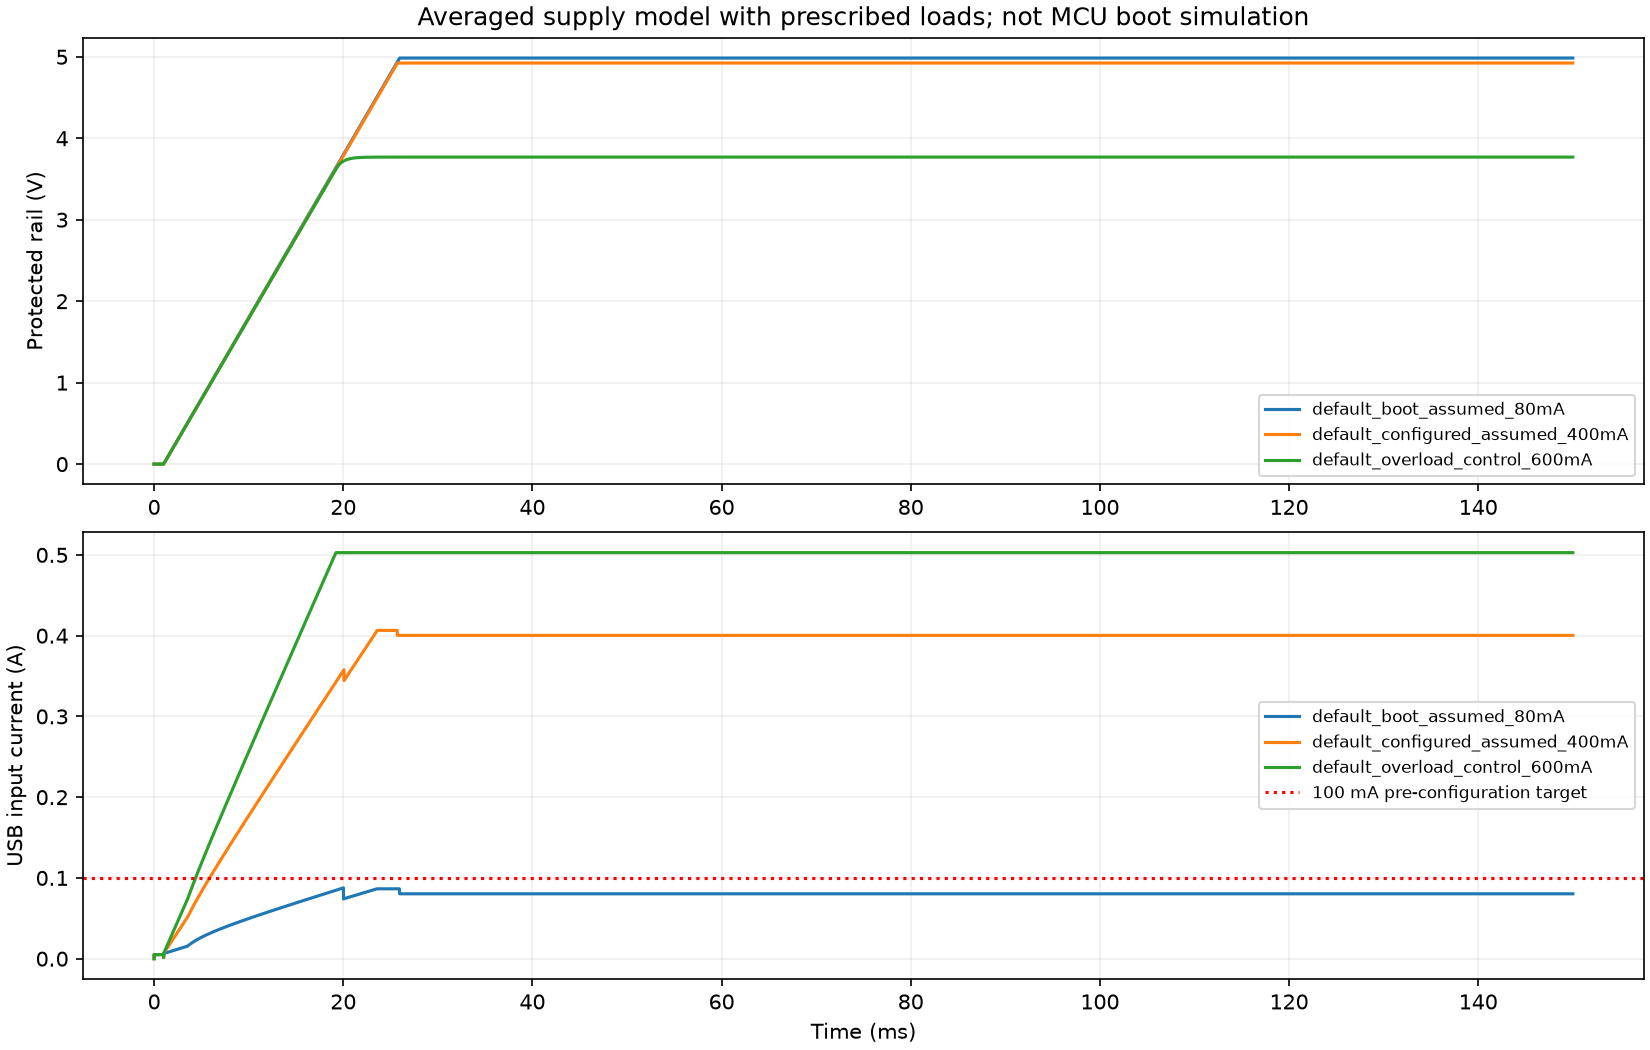 Averaged supply model with prescribed loads; not MCU boot simulation
Protected rail (V)
5
4
3
2
1
0
default_boot_assumed_80mA
default_configured_assumed_400mA
default_overload_control_600mA
0 20 40 60 80 100 120 140
USB input current (A)
0.5
0.4
0.3
0.2
0.1
0.0
default_boot_assumed_80mA
default_configured_assumed_400mA
default_overload_control_600mA
100 mA pre-configuration target
0 20 40 60 80 100 120 140
Time (ms)